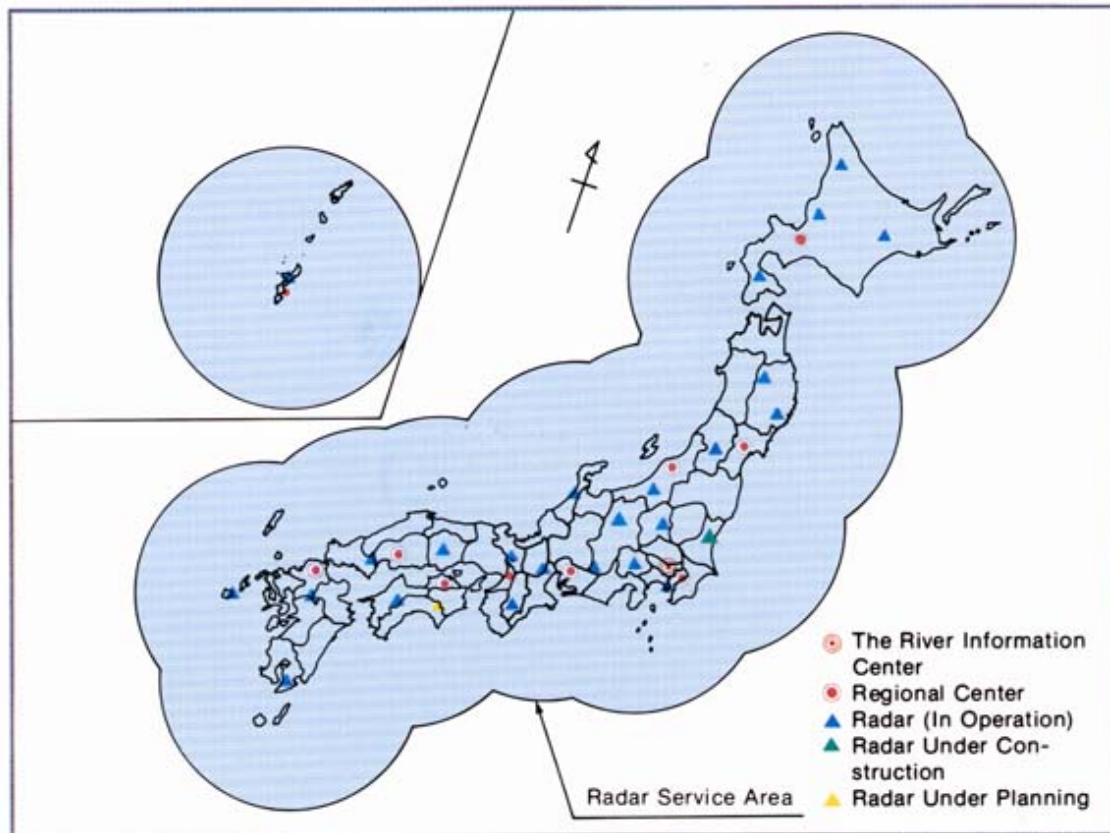 The River Information
Center
Regional Center
Radar (In Operation)
Radar Under Con-
struction
Radar Under Planning
Radar Service Area